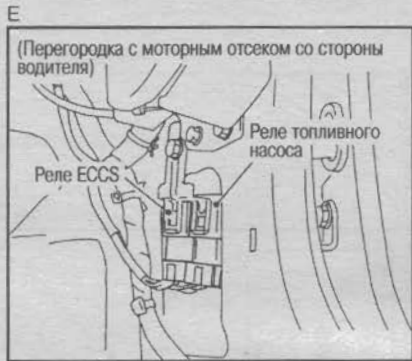 E
(Перегородка с моторным отсеком со стороны
водителя)
Реле топливного
насоса
Реле ECCS